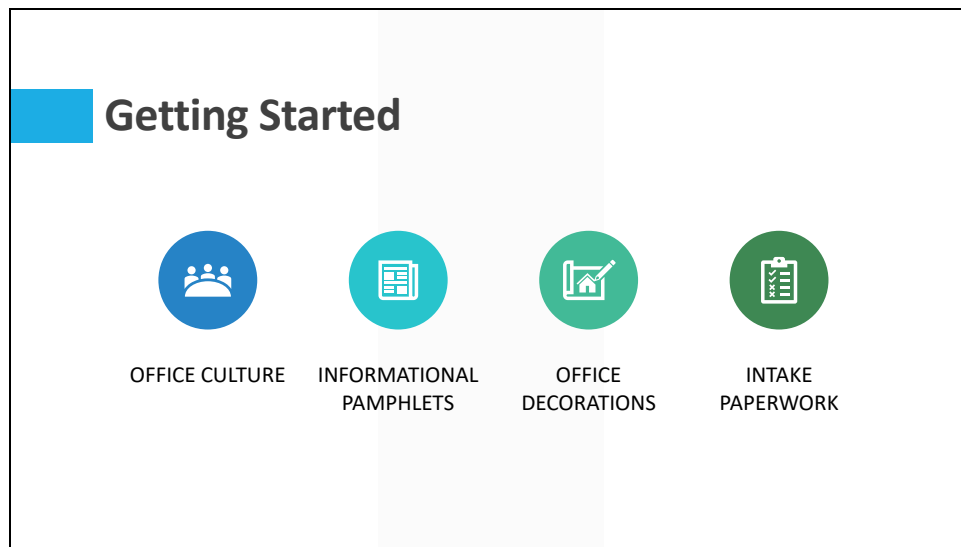 Getting Started
OFFICE CULTURE
INFORMATIONAL
PAMPHLETS
OFFICE
DECORATIONS
INTAKE
PAPERWORK